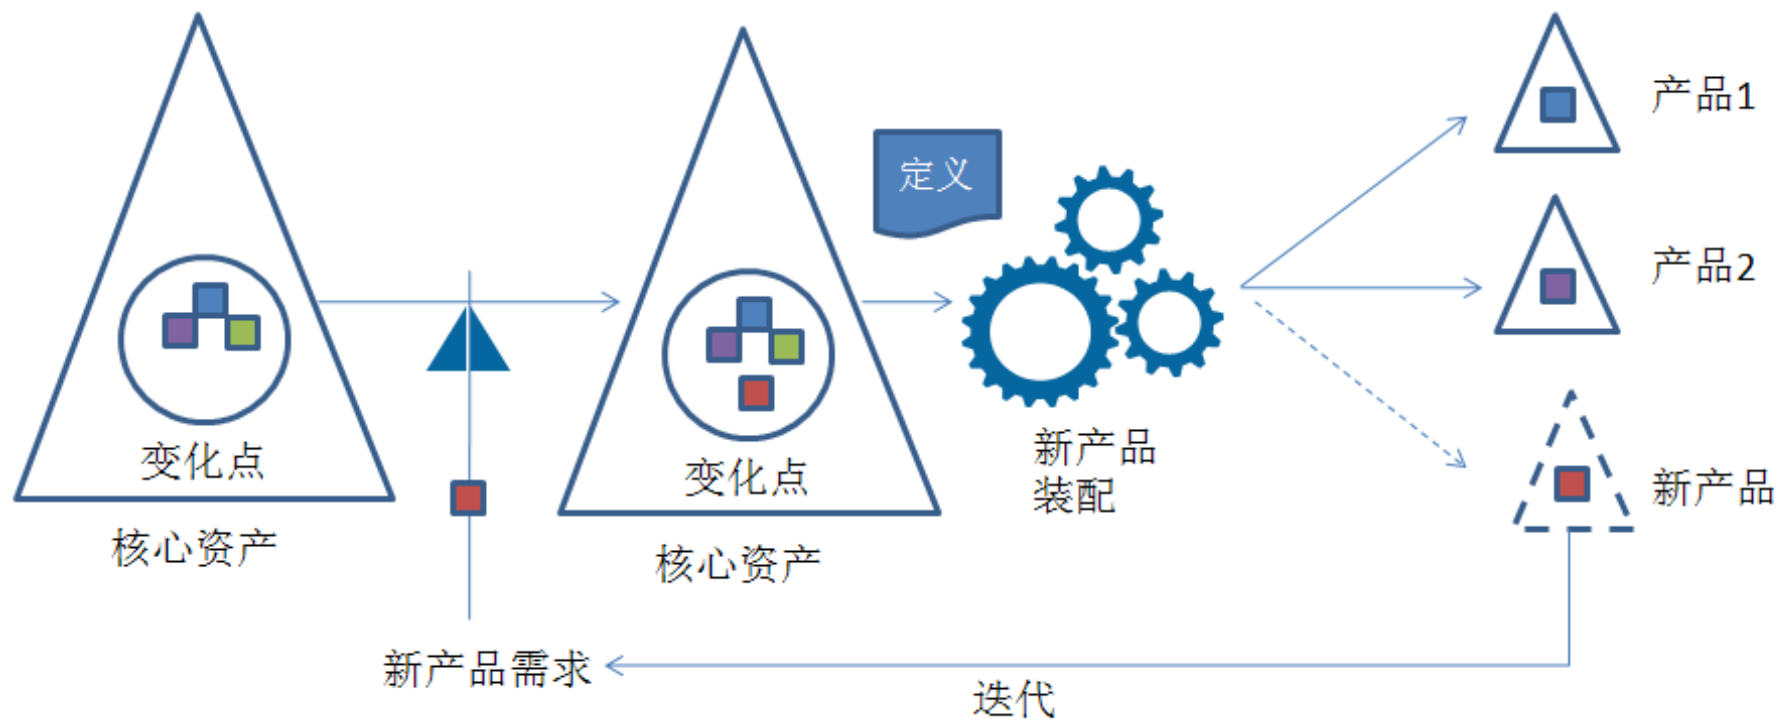 变化点
核心资产
新产品需求
变化点
核心资产
定义
新产品
装配
产品1
产品2
新产品
迭代